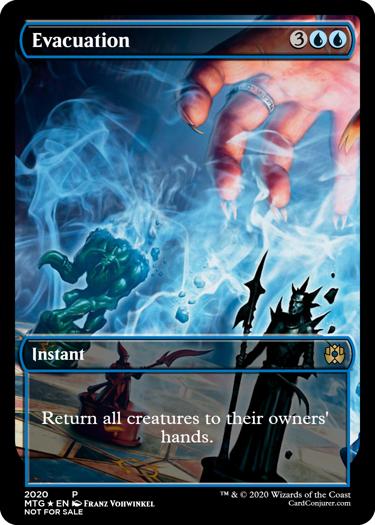 Evacuation 3
Instant
Return all creatures to their owners'
hands.
2020 P
MTG ★ EN Franz Vohwinkel ™ & © 2020 Wizards of the Coast
NOT FOR SALE CardConjurer.com